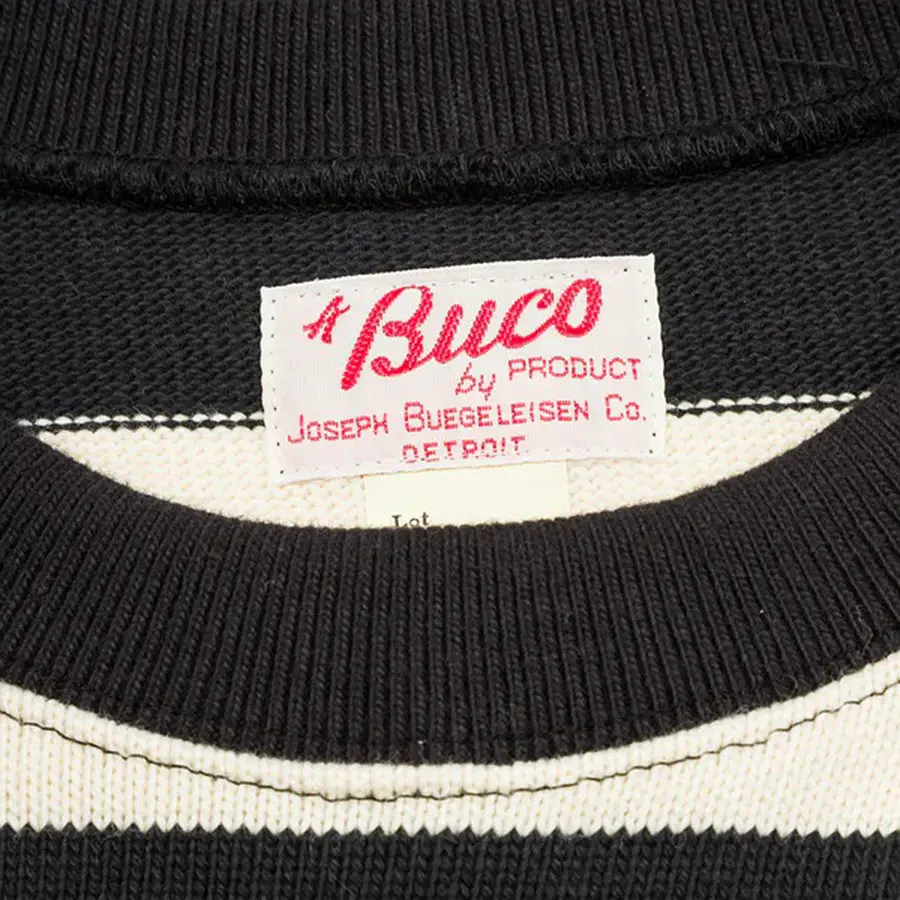 A Buco
by PRODUCT
JOSEPH BUEGELEISEN CO.
DETROIT
Lot